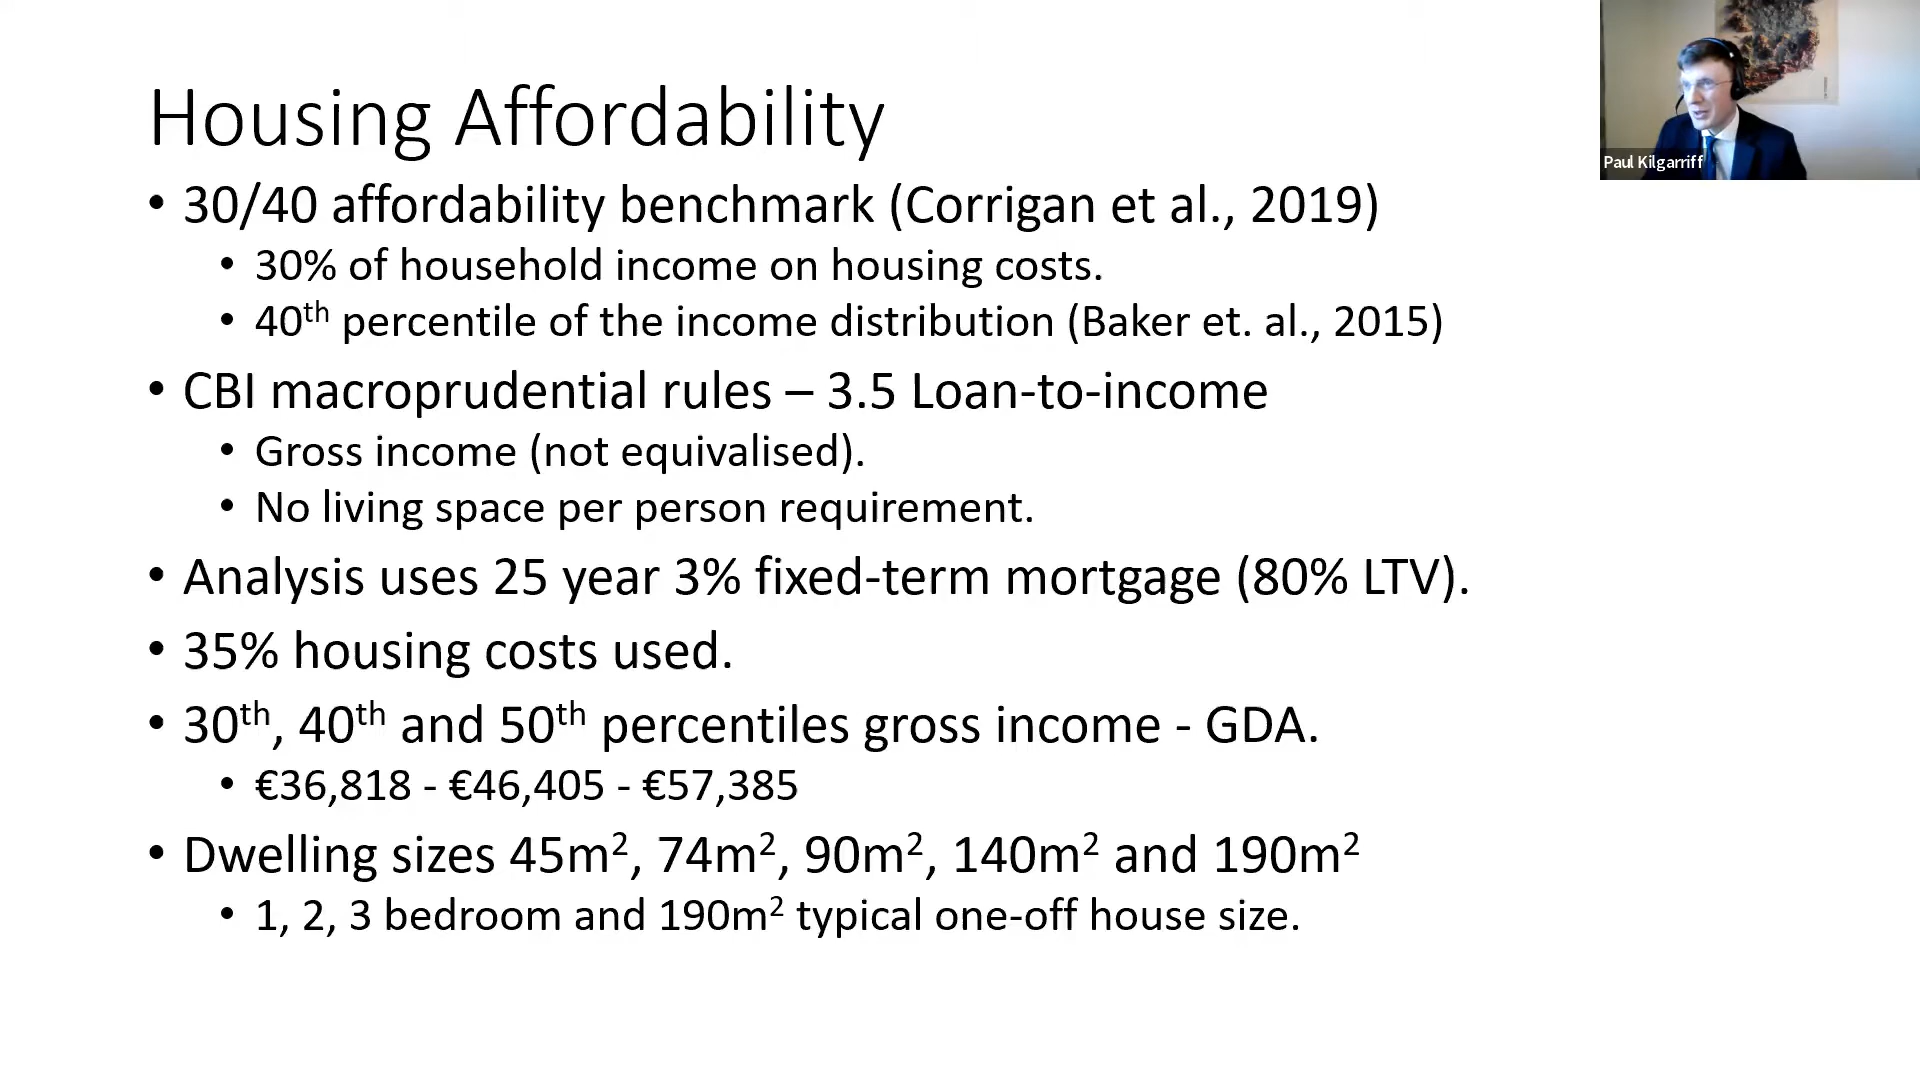 Housing Affordability
• 30/40 affordability benchmark (Corrigan et al., 2019)
• 30% of household income on housing costs.
• 40th percentile of the income distribution (Baker et. al., 2015)
• CBI macroprudential rules – 3.5 Loan-to-income
• Gross income (not equivalised).
• No living space per person requirement.
• Analysis uses 25 year 3% fixed-term mortgage (80% LTV).
• 35% housing costs used.
• 30th, 40th and 50th percentiles gross income - GDA.
• €36,818 - €46,405 - €57,385
• Dwelling sizes 45m², 74m², 90m², 140m² and 190m²
• 1, 2, 3 bedroom and 190m² typical one-off house size.
Paul Kilgarriff